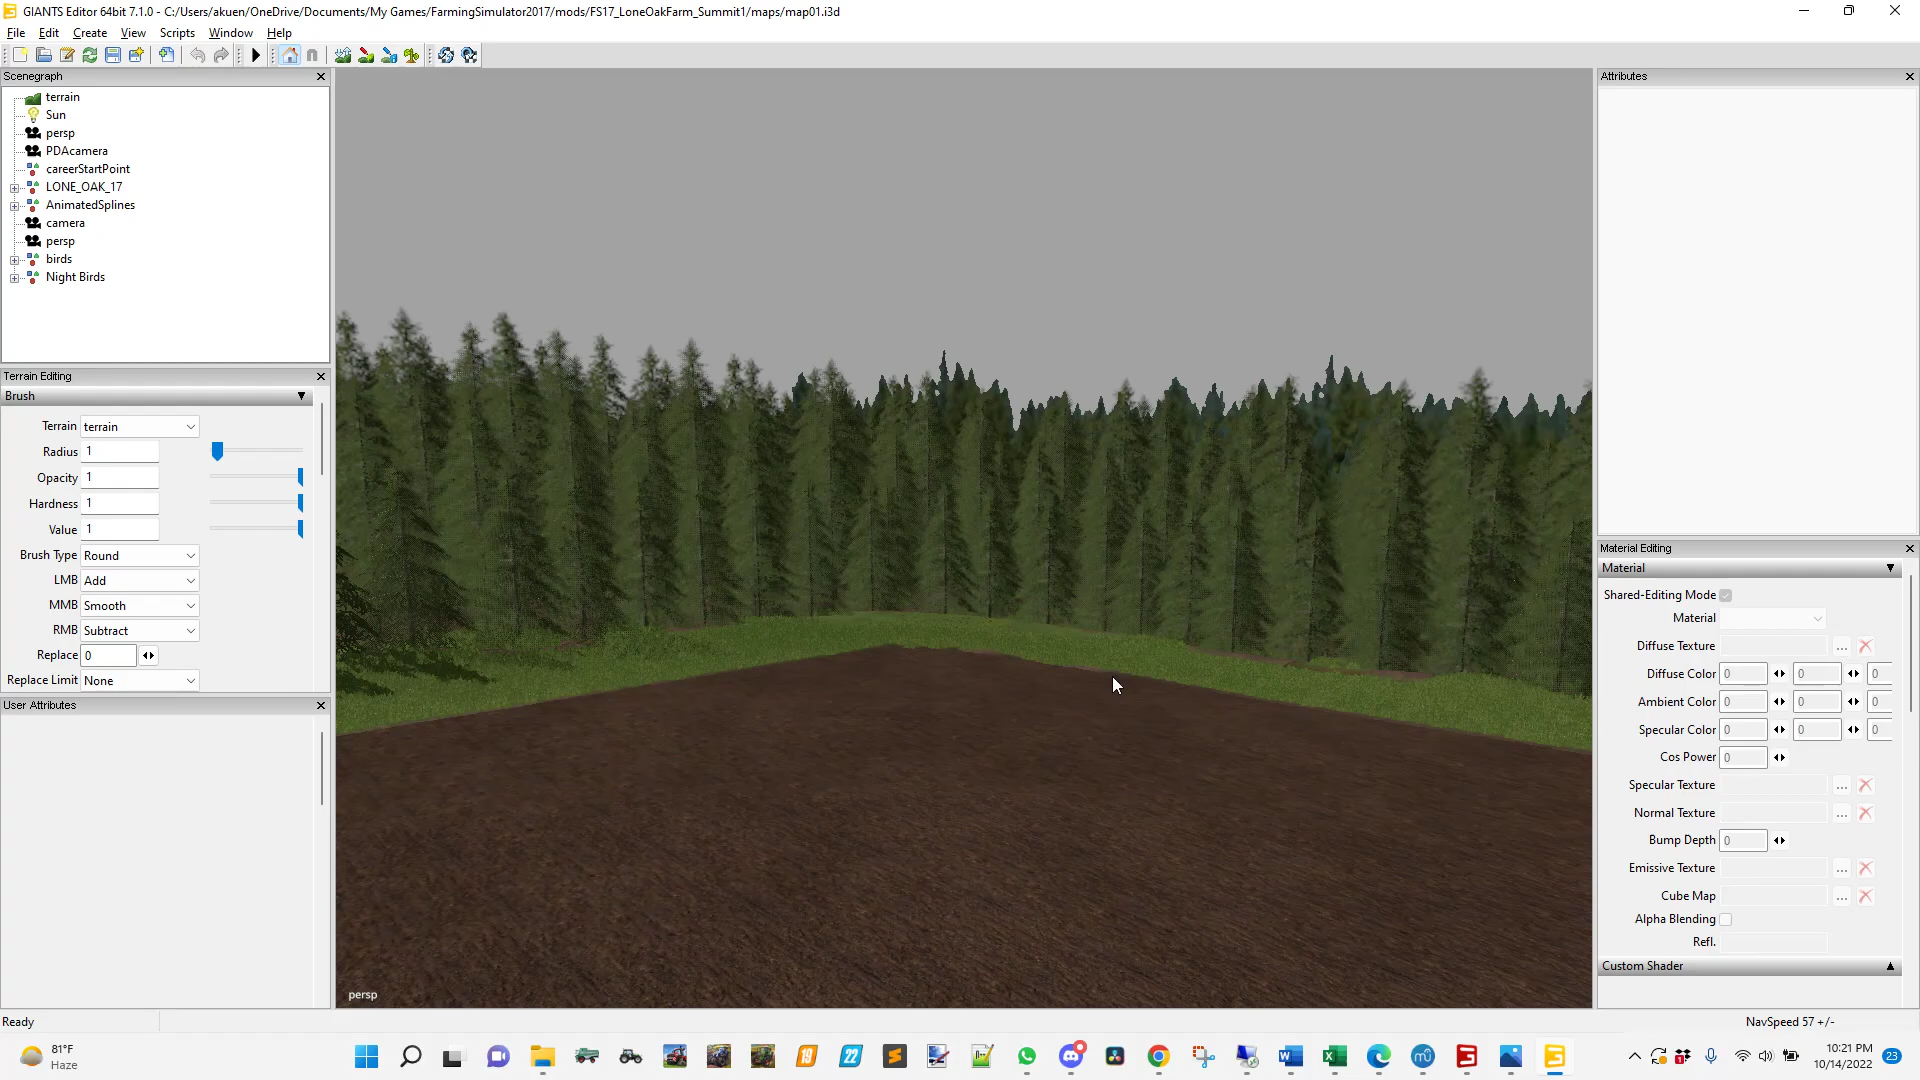 GIANTS Editor 64bit 7.1.0 - C:/Users/akuen/OneDrive/Documents/My Games/FarmingSimulator2017/mods/FS17_LoneOakFarm_Summit1/maps/map01.i3d
File Edit Create View Scripts Window Help
Scenegraph
terrain
Sun
persp
PDAcamera
careerStartPoint
LONE_OAK_17
AnimatedSplines
camera
persp
birds
Night Birds
Terrain Editing
Brush
Terrain terrain
Radius 1
Opacity 1
Hardness 1
Value 1
Brush Type Round
LMB Add
MMB Smooth
RMB Subtract
Replace 0
Replace Limit None
User Attributes
persp
Attributes
Material Editing
Material
Shared-Editing Mode
Material
Diffuse Texture ...
Diffuse Color 0 0 0
Ambient Color 0 0 0
Specular Color 0 0 0
Cos Power 0
Specular Texture ...
Normal Texture ...
Bump Depth 0
Emissive Texture ...
Cube Map ...
Alpha Blending
Refl.
Custom Shader
Ready
NavSpeed 57 +/-
81°F
Haze
19
22
10:21 PM
10/14/2022
23